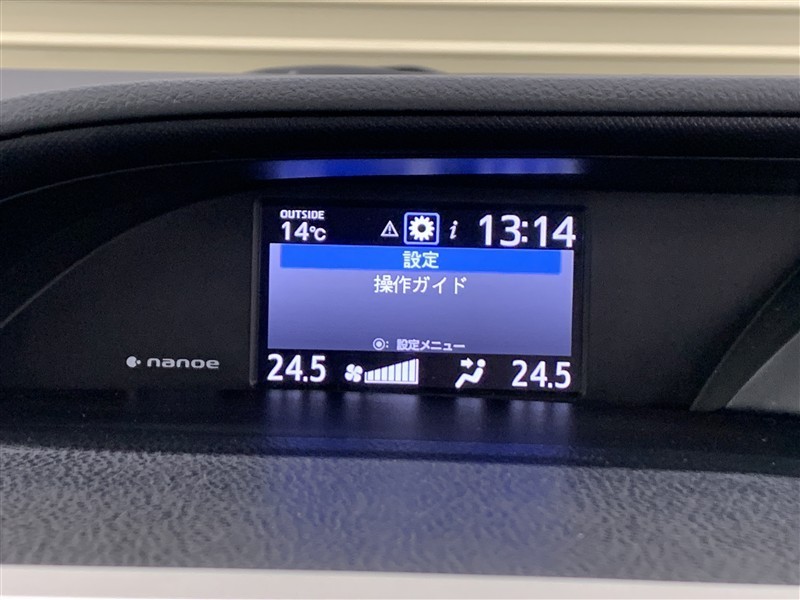 OUTSIDE
14℃
i
13:14
設定
操作ガイド
◉: 設定メニュー
nanoe
24.5
24.5